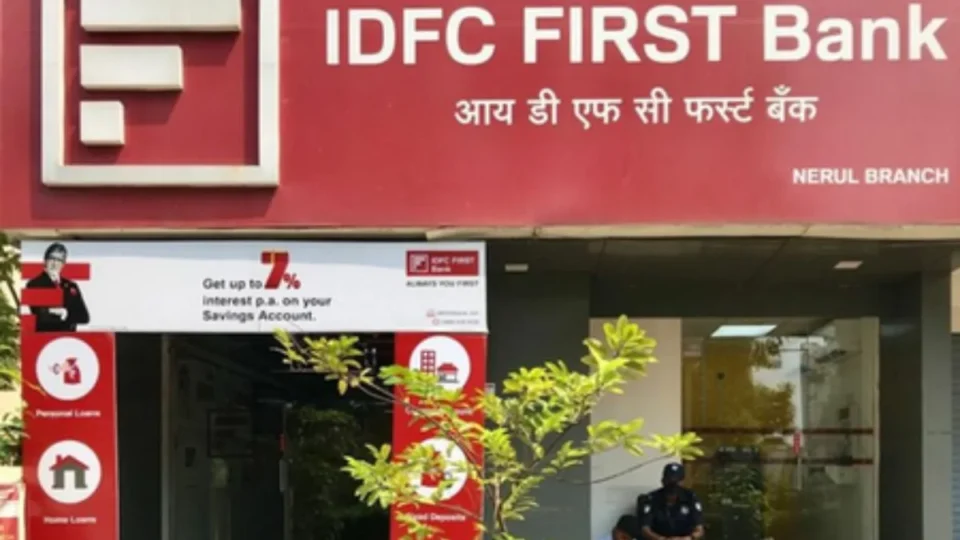 IDFC FIRST Bank
आय डी एफ सी फर्स्ट बँक
NERUL BRANCH
Get up to 7%
interest p.a. on your
Savings Account.
IDFC FIRST
Bank
ALWAYS YOU FIRST
Personal Loans
Home Loans
Deposits